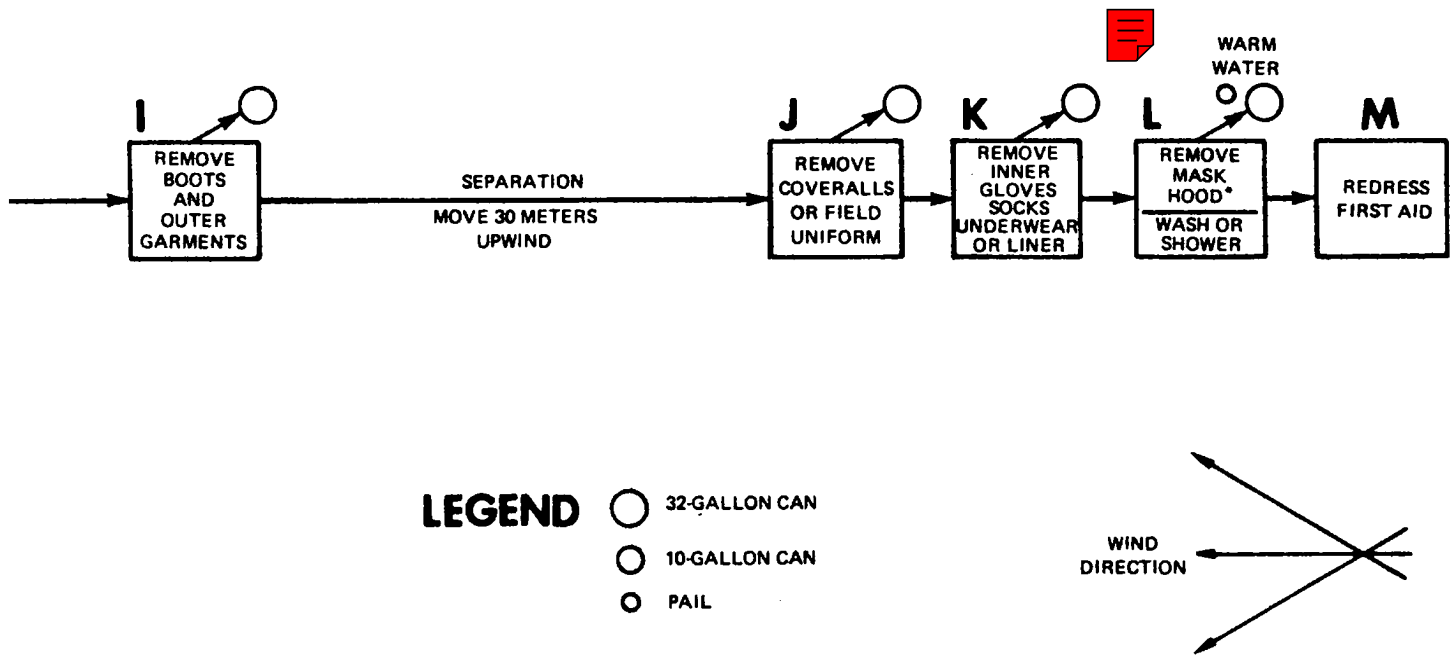 I
REMOVE
BOOTS
AND
OUTER
GARMENTS
SEPARATION
MOVE 30 METERS
UPWIND
J
REMOVE
COVERALLS
OR FIELD
UNIFORM
K
REMOVE
INNER
GLOVES
SOCKS
UNDERWEAR
OR LINER
WARM
WATER
L
REMOVE
MASK
HOOD*
WASH OR
SHOWER
M
REDRESS
FIRST AID
LEGEND
32-GALLON CAN
10-GALLON CAN
PAIL
WIND
DIRECTION